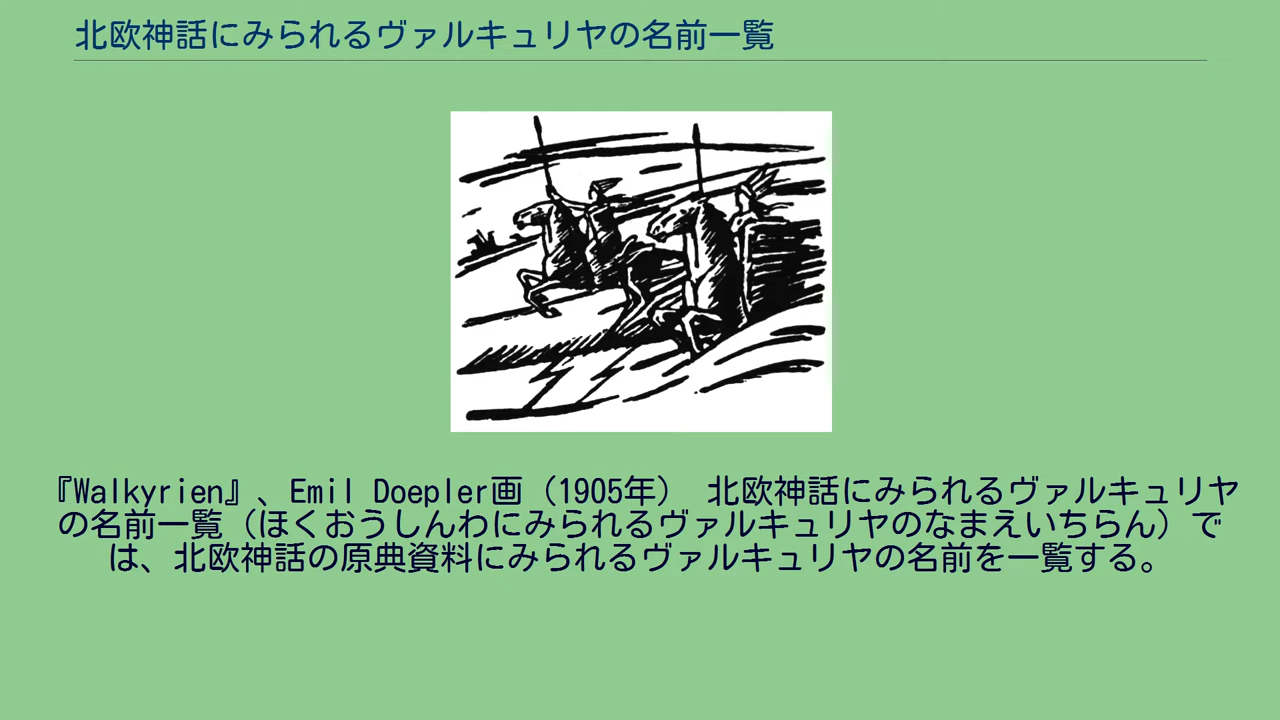 北欧神話にみられるヴァルキュリヤの名前一覧
『Walkyrien』、Emil Doepler画（1905年） 北欧神話にみられるヴァルキュリヤ
の名前一覧（ほくおうしんわにみられるヴァルキュリヤのなまえいちらん）で
は、北欧神話の原典資料にみられるヴァルキュリヤの名前を一覧する。